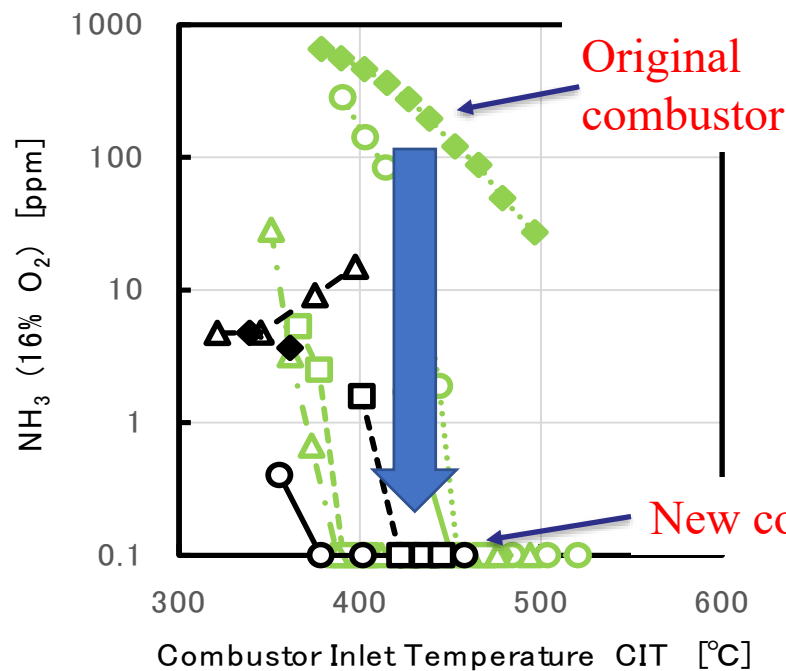 1000
100
10
1
0.1
300
400
500
600
NH₃ (16% O₂) [ppm]
Combustor Inlet Temperature CIT [℃]
Original
combustor
New co